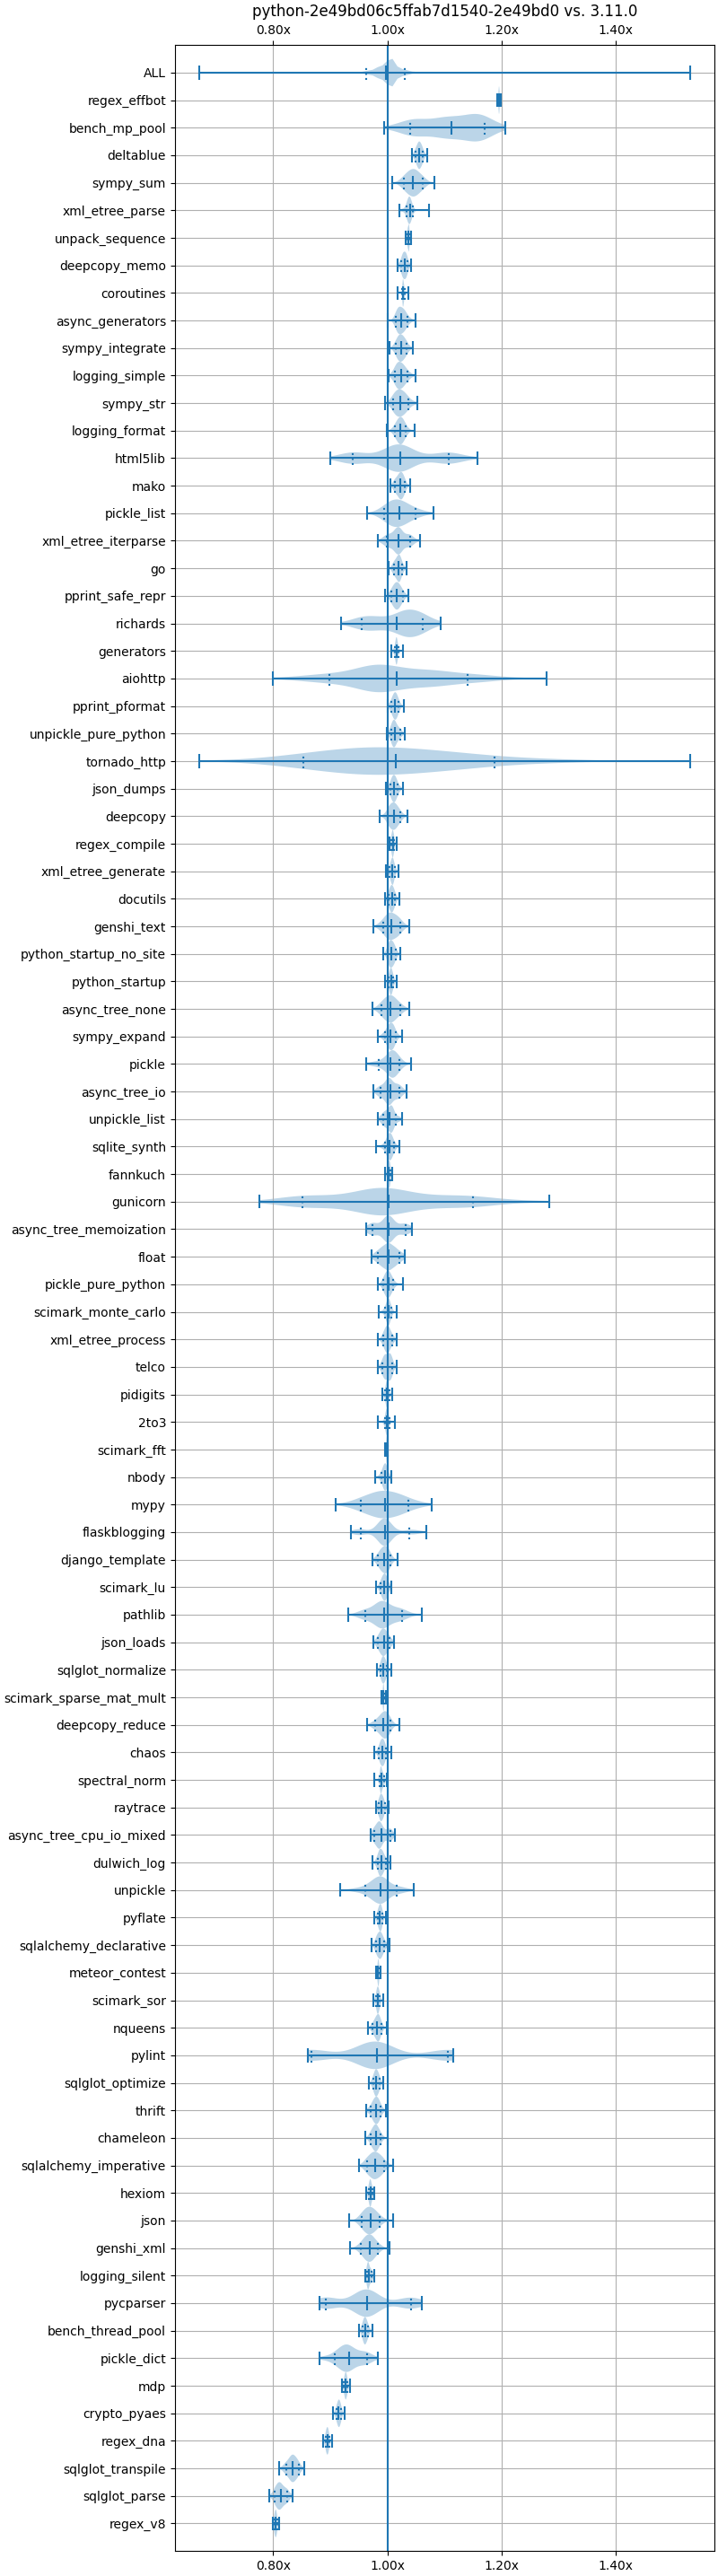 python-2e49bd06c5ffab7d1540-2e49bd0 vs. 3.11.0
0.80x 1.00x 1.20x 1.40x
ALL
regex_effbot
bench_mp_pool
deltablue
sympy_sum
xml_etree_parse
unpack_sequence
deepcopy_memo
coroutines
async_generators
sympy_integrate
logging_simple
sympy_str
logging_format
html5lib
mako
pickle_list
xml_etree_iterparse
go
pprint_safe_repr
richards
generators
aiohttp
pprint_pformat
unpickle_pure_python
tornado_http
json_dumps
deepcopy
regex_compile
xml_etree_generate
docutils
genshi_text
python_startup_no_site
python_startup
async_tree_none
sympy_expand
pickle
async_tree_io
unpickle_list
sqlite_synth
fannkuch
gunicorn
async_tree_memoization
float
pickle_pure_python
scimark_monte_carlo
xml_etree_process
telco
pidigits
2to3
scimark_fft
nbody
mypy
flaskblogging
django_template
scimark_lu
pathlib
json_loads
sqlglot_normalize
scimark_sparse_mat_mult
deepcopy_reduce
chaos
spectral_norm
raytrace
async_tree_cpu_io_mixed
dulwich_log
unpickle
pyflate
sqlalchemy_declarative
meteor_contest
scimark_sor
nqueens
pylint
sqlglot_optimize
thrift
chameleon
sqlalchemy_imperative
hexiom
json
genshi_xml
logging_silent
pycparser
bench_thread_pool
pickle_dict
mdp
crypto_pyaes
regex_dna
sqlglot_transpile
sqlglot_parse
regex_v8
0.80x 1.00x 1.20x 1.40x